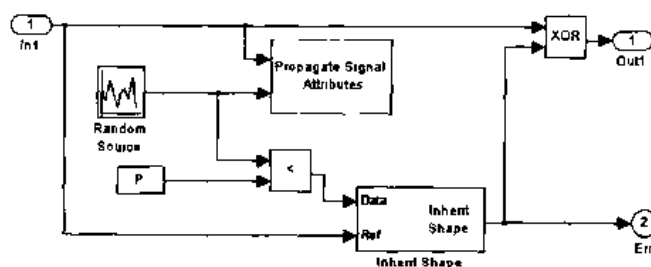 1
In1
XOR
1
Out1
Propagate Signal
Attributes
Random
Source
P
<
Data
Ref
Inherit
Shape
Inherit Shape
2
Err